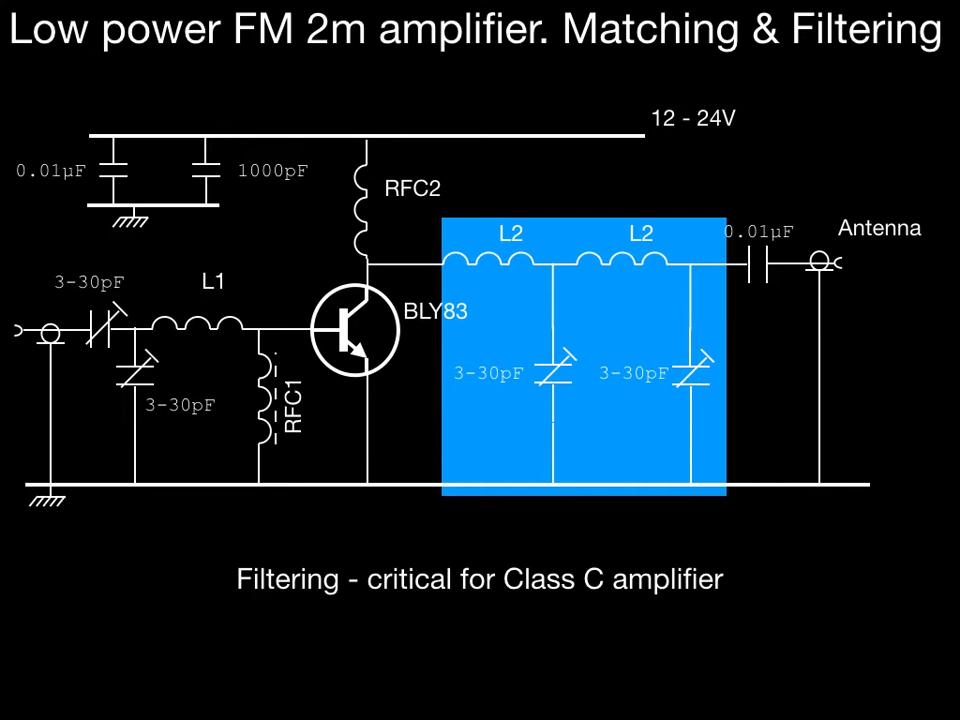 Low power FM 2m amplifier. Matching & Filtering
12 - 24V
0.01µF
1000pF
RFC2
L2
L2
0.01µF
Antenna
3-30pF
L1
BLY83
3-30pF
3-30pF
3-30pF
RFC1
Filtering - critical for Class C amplifier